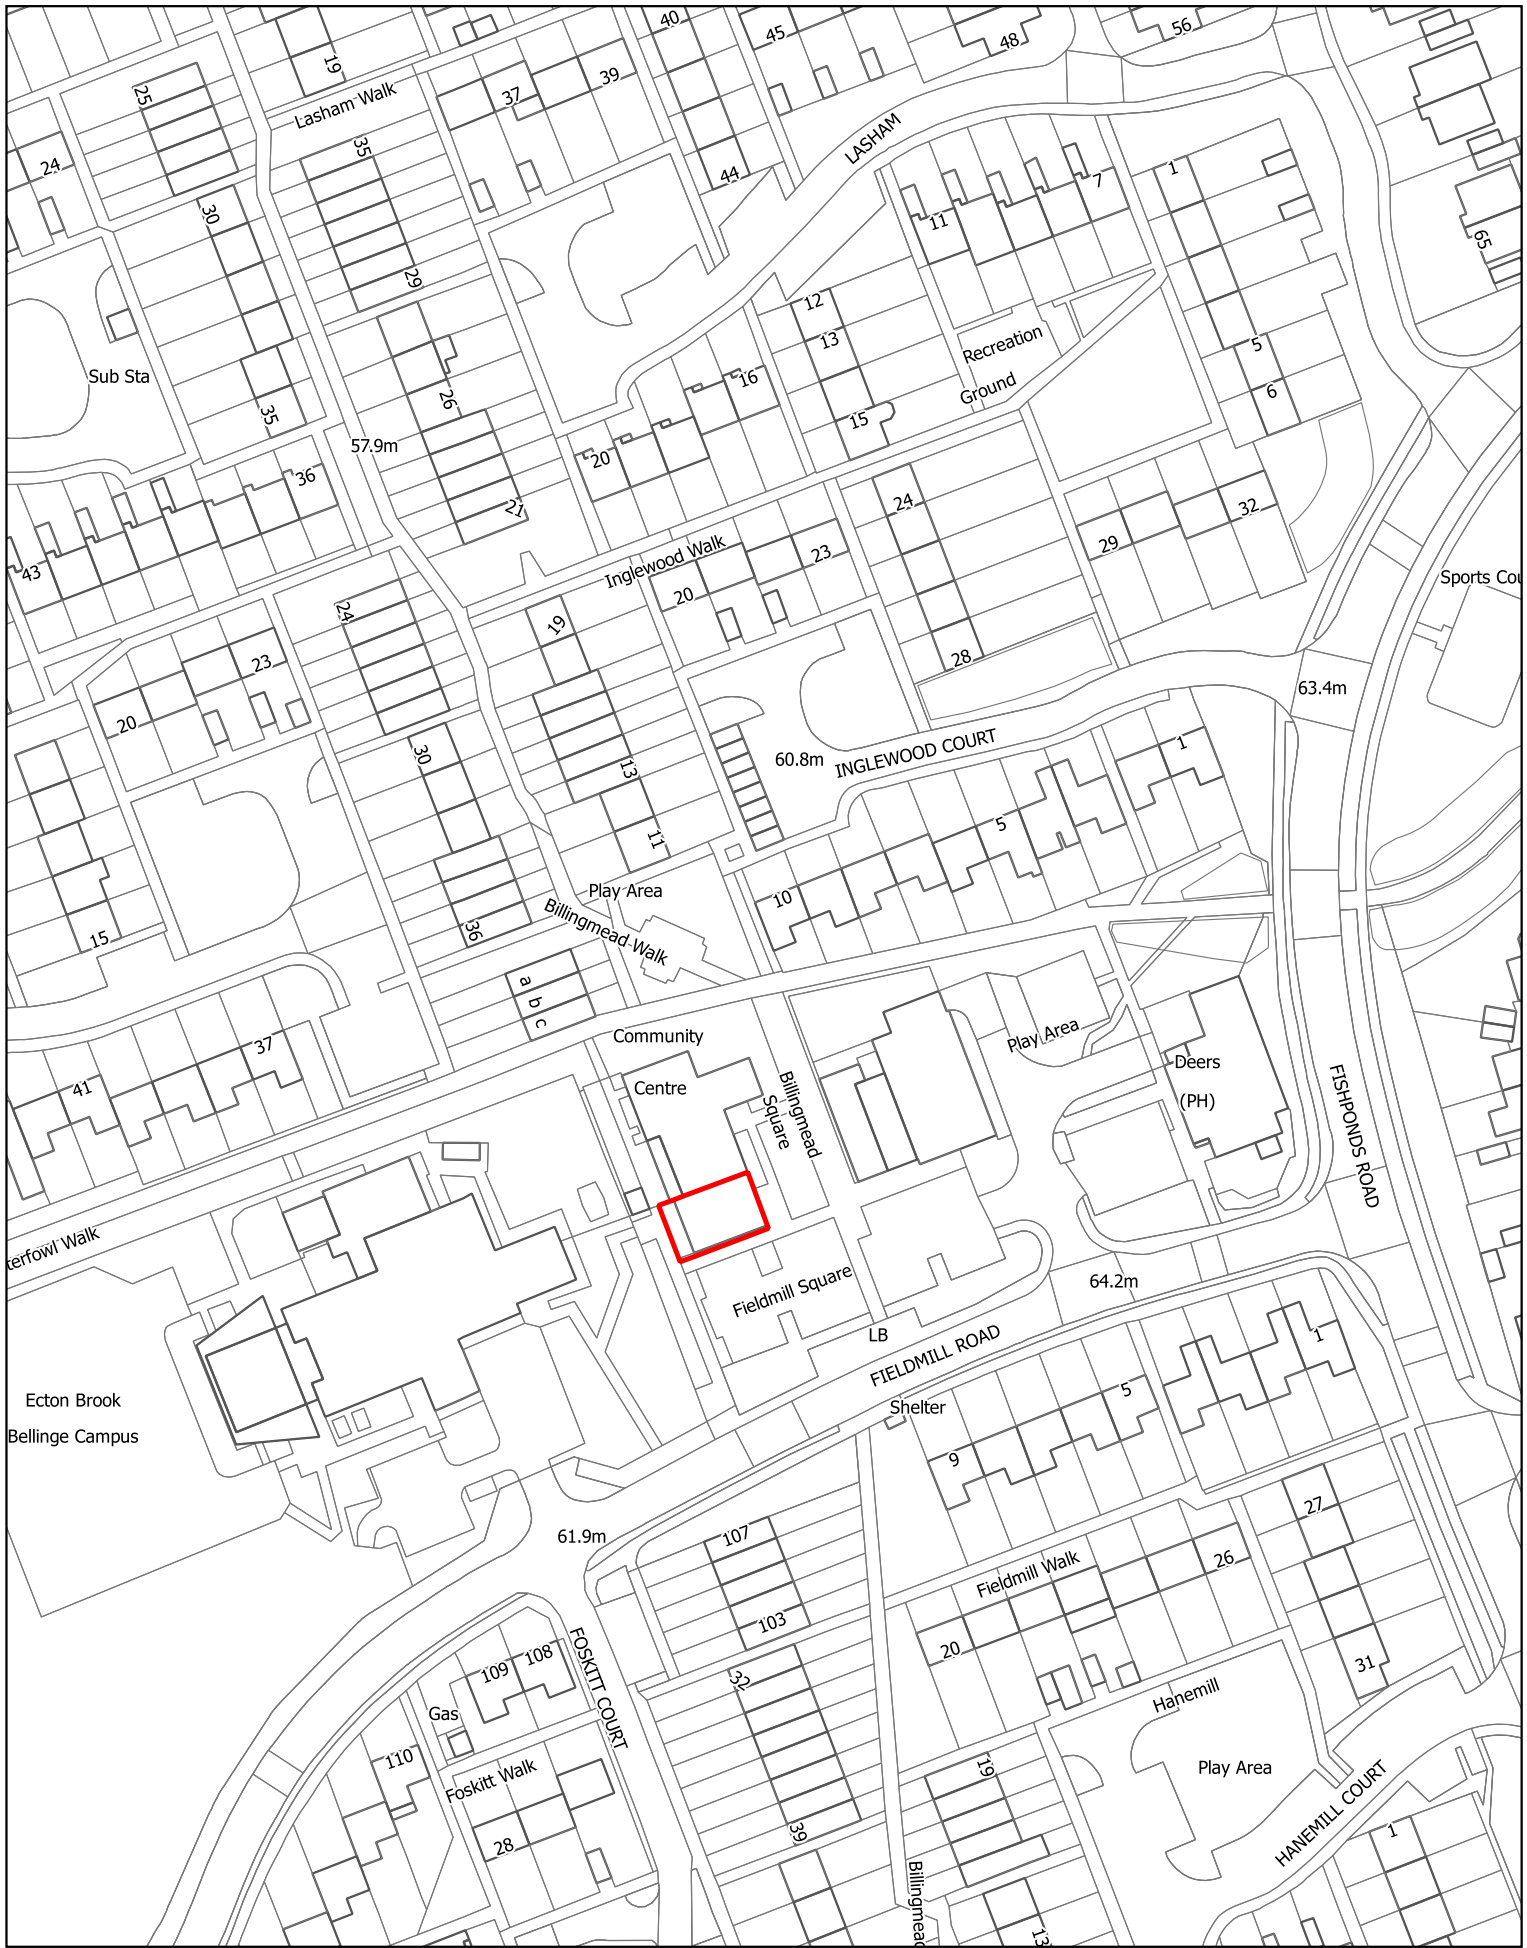 40
45
48
56
19
25
Lasham Walk
37
39
LASHAM
35
24
44
7
1
11
30
65
29
12
13
Recreation
5
Sub Sta
16
Ground
6
26
35
15
57.9m
20
36
24
32
21
29
43
Inglewood Walk
23
Sports Cou
20
24
19
23
28
63.4m
20
30
INGLEWOOD COURT
1
60.8m
13
5
11
Play Area
10
Billingmead Walk
36
15
a
b
c
Community
Play Area
37
Centre
Deers
41
Billingmead
Square
(PH)
FISHPONDS ROAD
terfowl Walk
64.2m
Fieldmill Square
LB
1
FIELDMILL ROAD
5
Ecton Brook
Shelter
Bellinge Campus
9
27
61.9m
107
Fieldmill Walk
26
103
20
FOSKITT COURT
108
109
31
32
Hanemill
Gas
110
Play Area
19
Foskitt Walk
HANEMILL COURT
39
1
28
Billingmead
13